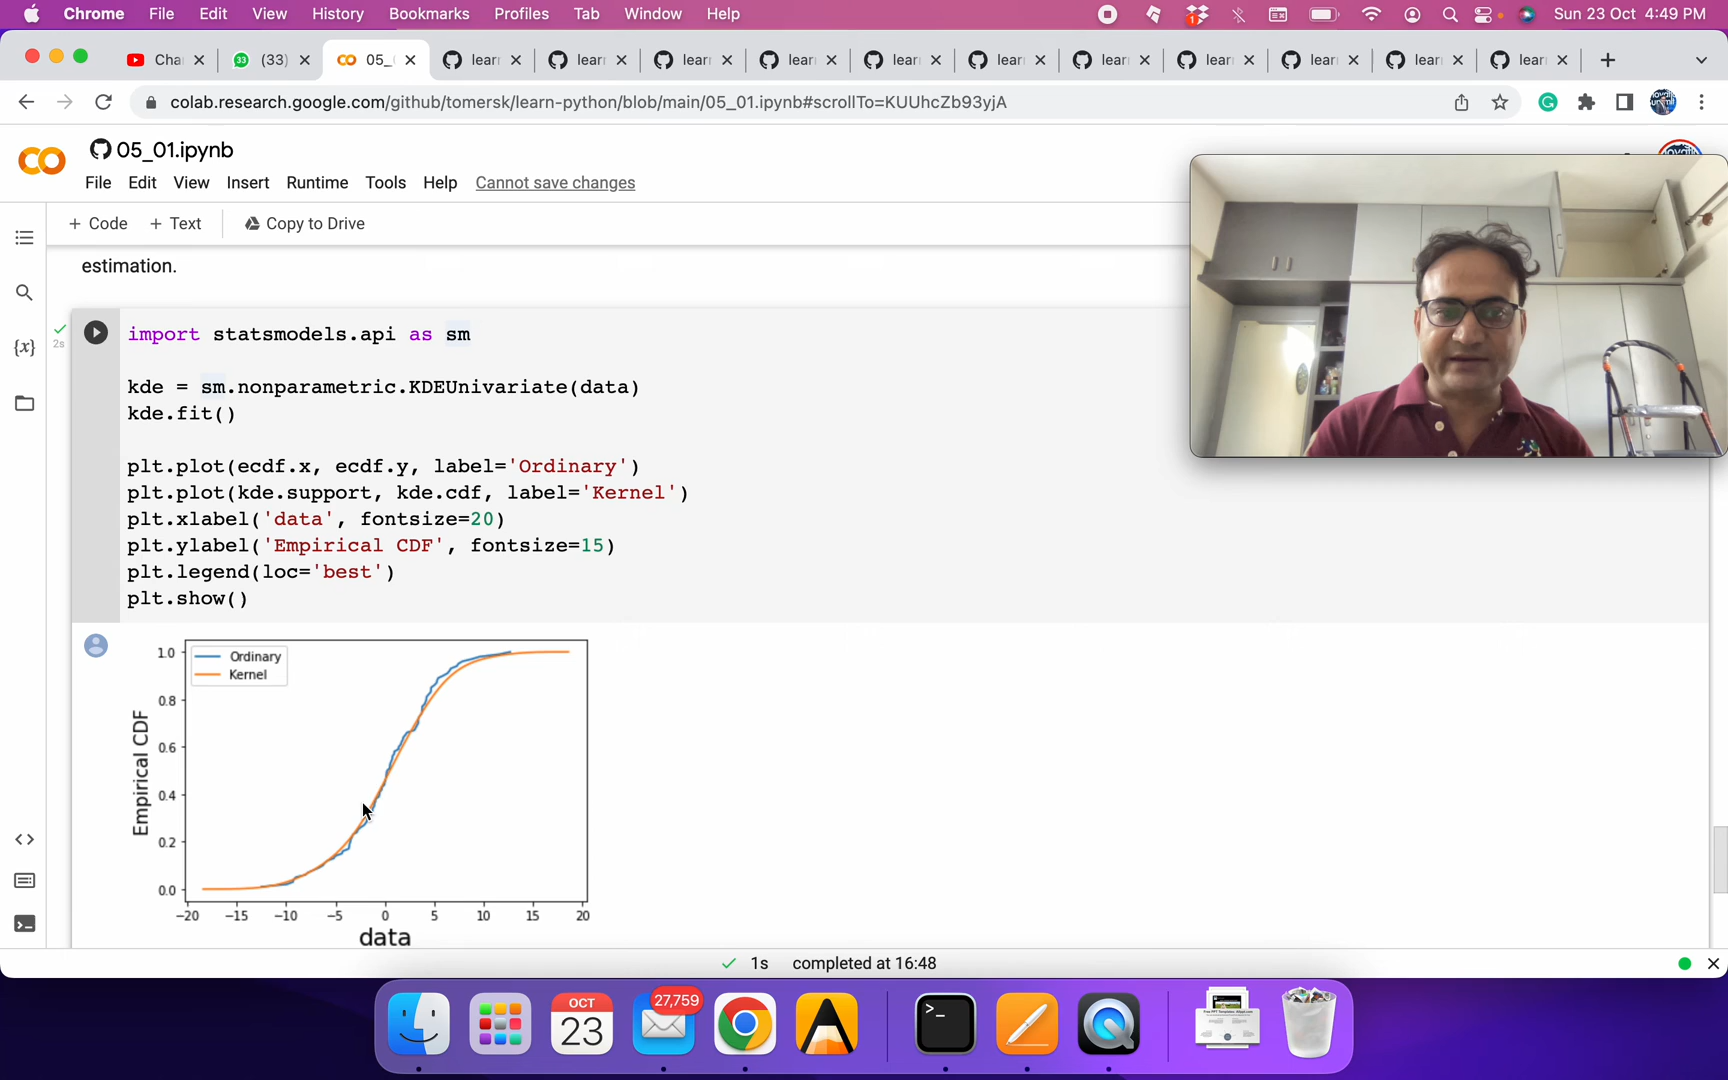 Chrome File Edit View History Bookmarks Profiles Tab Window Help Sun 23 Oct 4:49 PM
Cha (33) 05_ lear lear lear lear lear lear lear lear lear lear lear
colab.research.google.com/github/tomersk/learn-python/blob/main/05_01.ipynb#scrollTo=KUUhcZb93yjA
05_01.ipynb
File Edit View Insert Runtime Tools Help Cannot save changes
+ Code + Text Copy to Drive
estimation.
2s
import statsmodels.api as sm
kde = sm.nonparametric.KDEUnivariate(data)
kde.fit()
plt.plot(ecdf.x, ecdf.y, label='Ordinary')
plt.plot(kde.support, kde.cdf, label='Kernel')
plt.xlabel('data', fontsize=20)
plt.ylabel('Empirical CDF', fontsize=15)
plt.legend(loc='best')
plt.show()
Ordinary
Kernel
1.0
0.8
0.6
0.4
0.2
0.0
Empirical CDF
−20 −15 −10 −5 0 5 10 15 20
data
1s completed at 16:48
OCT
23
27,759